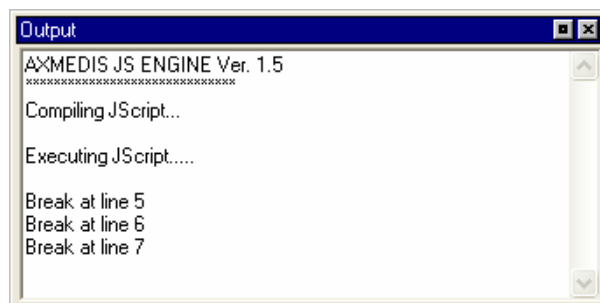 Output
AXMEDIS JS ENGINE Ver. 1.5
******************************
Compiling JScript...
Executing JScript.....
Break at line 5
Break at line 6
Break at line 7